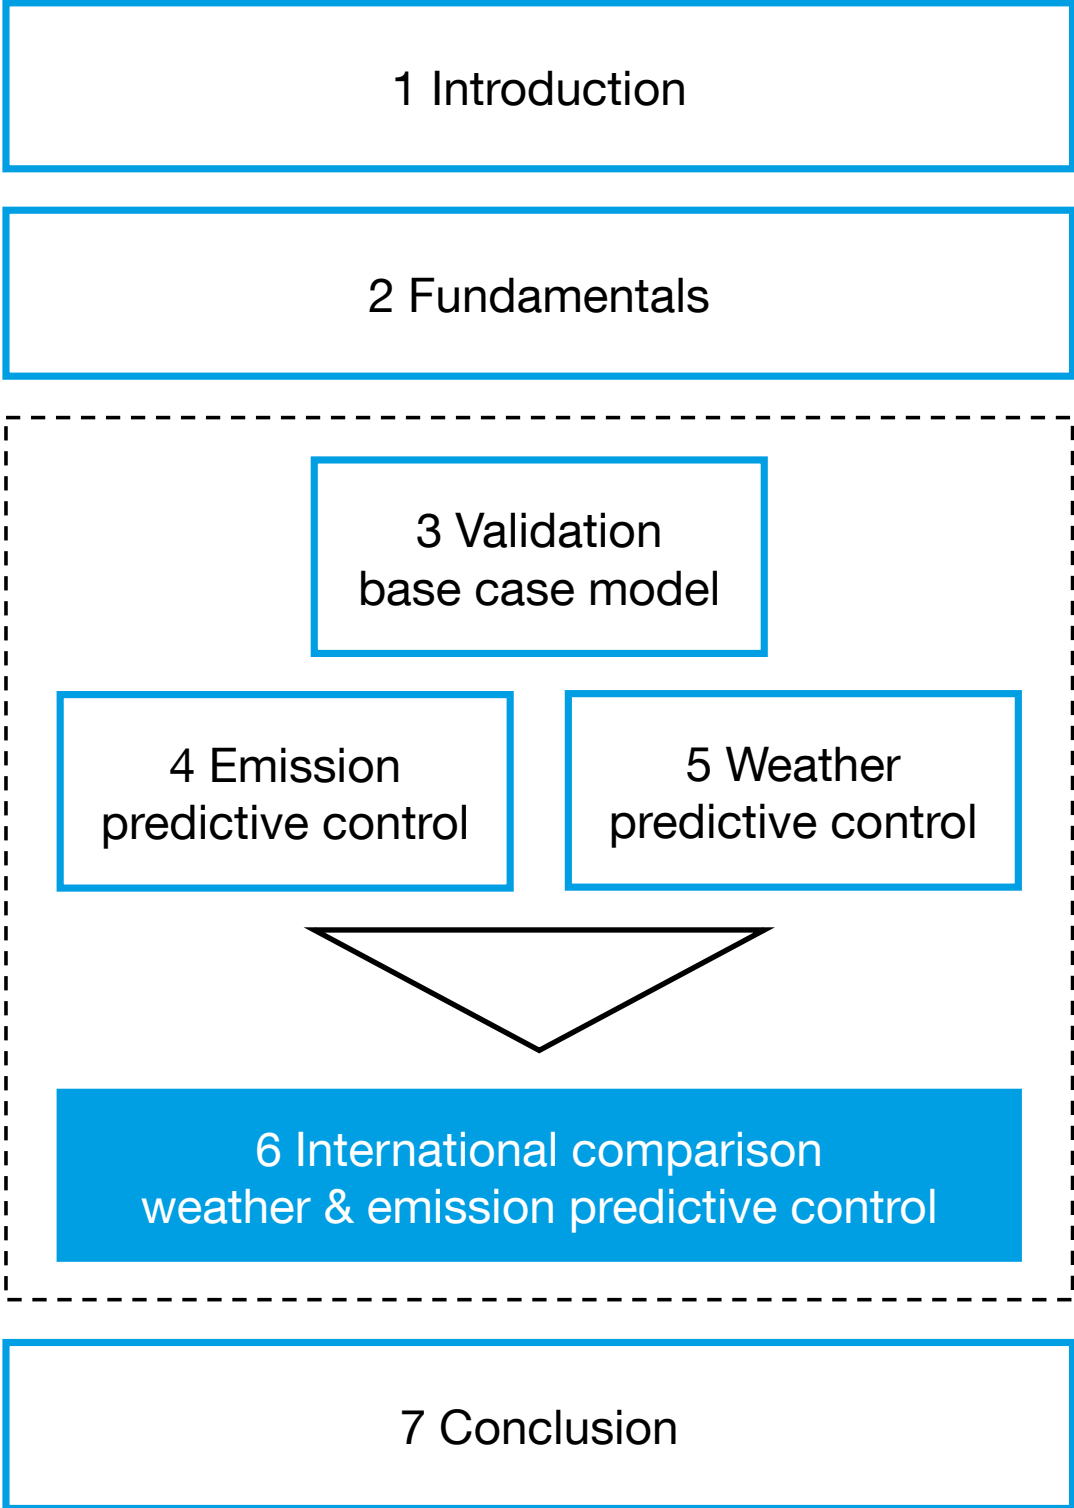 1 Introduction
2 Fundamentals
3 Validation
base case model
4 Emission
predictive control
5 Weather
predictive control
6 International comparison
weather & emission predictive control
7 Conclusion